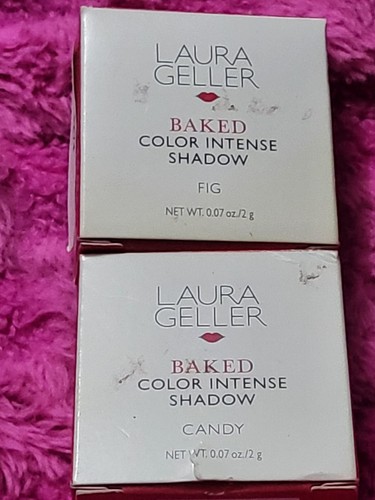 LAURA
GELLER
BAKED
COLOR INTENSE
SHADOW
FIG
NET WT. 0.07 oz./2 g
LAURA
GELLER
BAKED
COLOR INTENSE
SHADOW
CANDY
NET WT. 0.07 oz./2 g